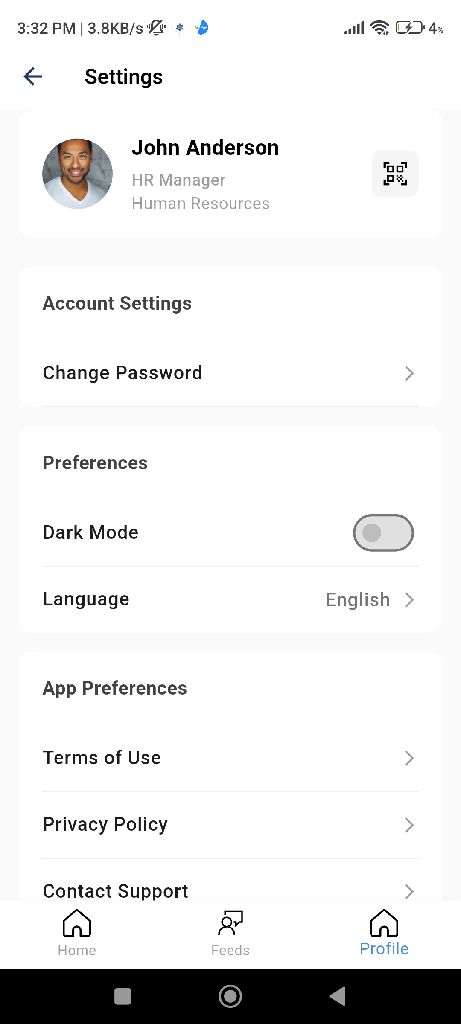 3:32 PM | 3.8KB/s
4%
Settings
John Anderson
HR Manager
Human Resources
Account Settings
Change Password
Preferences
Dark Mode
Language
English
App Preferences
Terms of Use
Privacy Policy
Contact Support
Home
Feeds
Profile